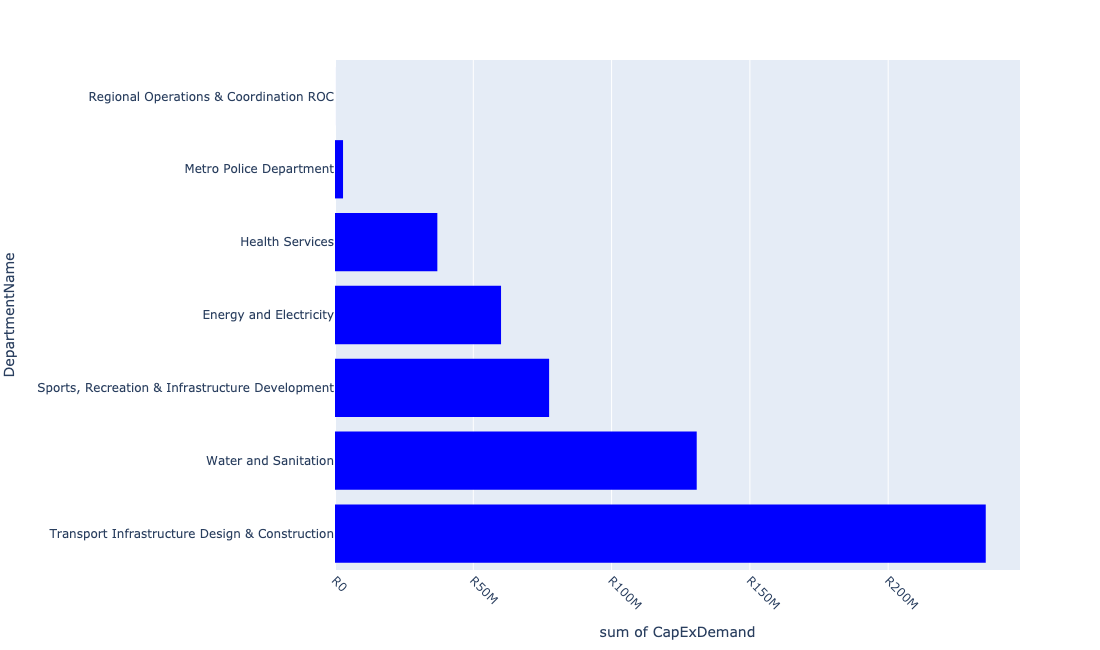 Regional Operations & Coordination ROC
Metro Police Department
Health Services
Energy and Electricity
Sports, Recreation & Infrastructure Development
Water and Sanitation
Transport Infrastructure Design & Construction
DepartmentName
R0
R50M
R100M
R150M
R200M
sum of CapExDemand